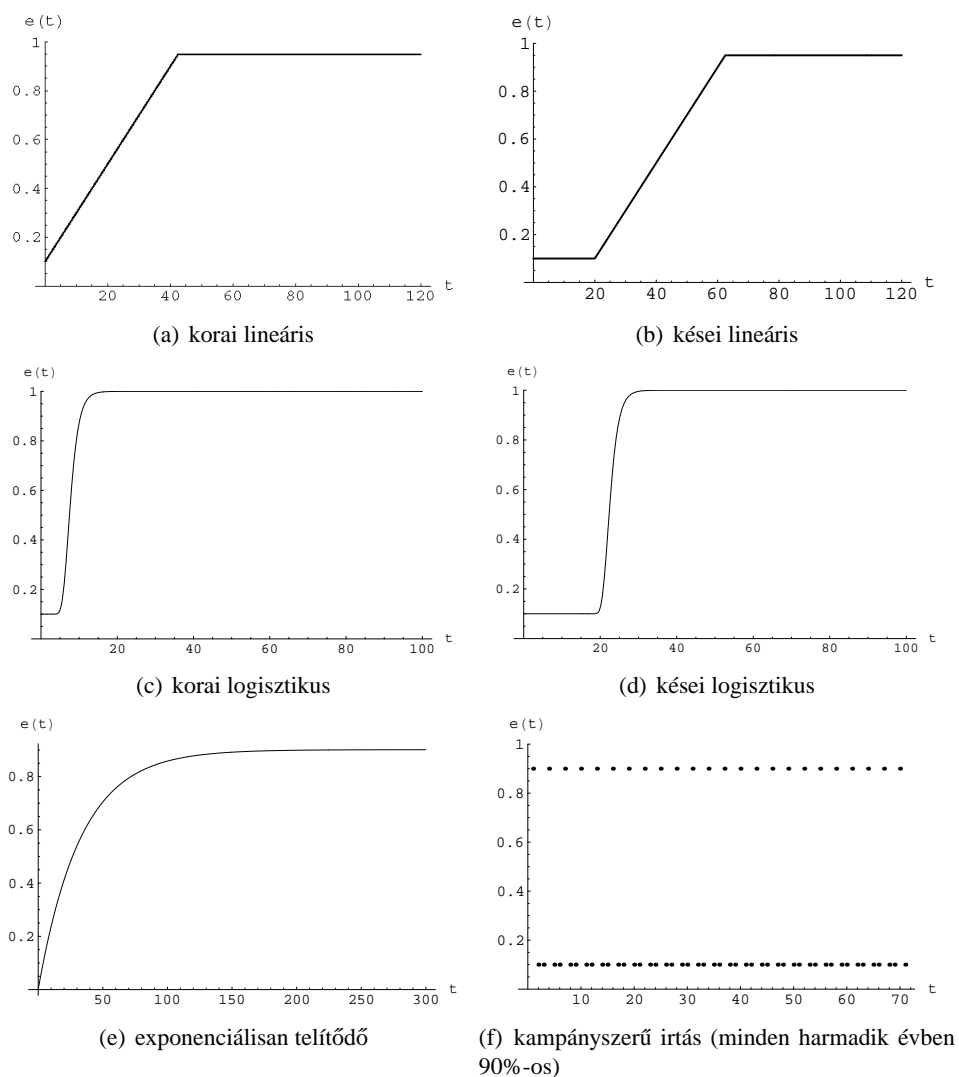 e(t)
1
0.8
0.6
0.4
0.2
20 40 60 80 100 120 t
(a) korai lineáris
e(t)
1
0.8
0.6
0.4
0.2
20 40 60 80 100 120 t
(b) kései lineáris
e(t)
1
0.8
0.6
0.4
0.2
20 40 60 80 100 t
(c) korai logisztikus
e(t)
1
0.8
0.6
0.4
0.2
20 40 60 80 100 t
(d) kései logisztikus
e(t)
0.8
0.6
0.4
0.2
50 100 150 200 250 300 t
(e) exponenciálisan telítődő
e(t)
1
0.8
0.6
0.4
0.2
10 20 30 40 50 60 70 t
(f) kampányszerű irtás (minden harmadik évben
90%-os)